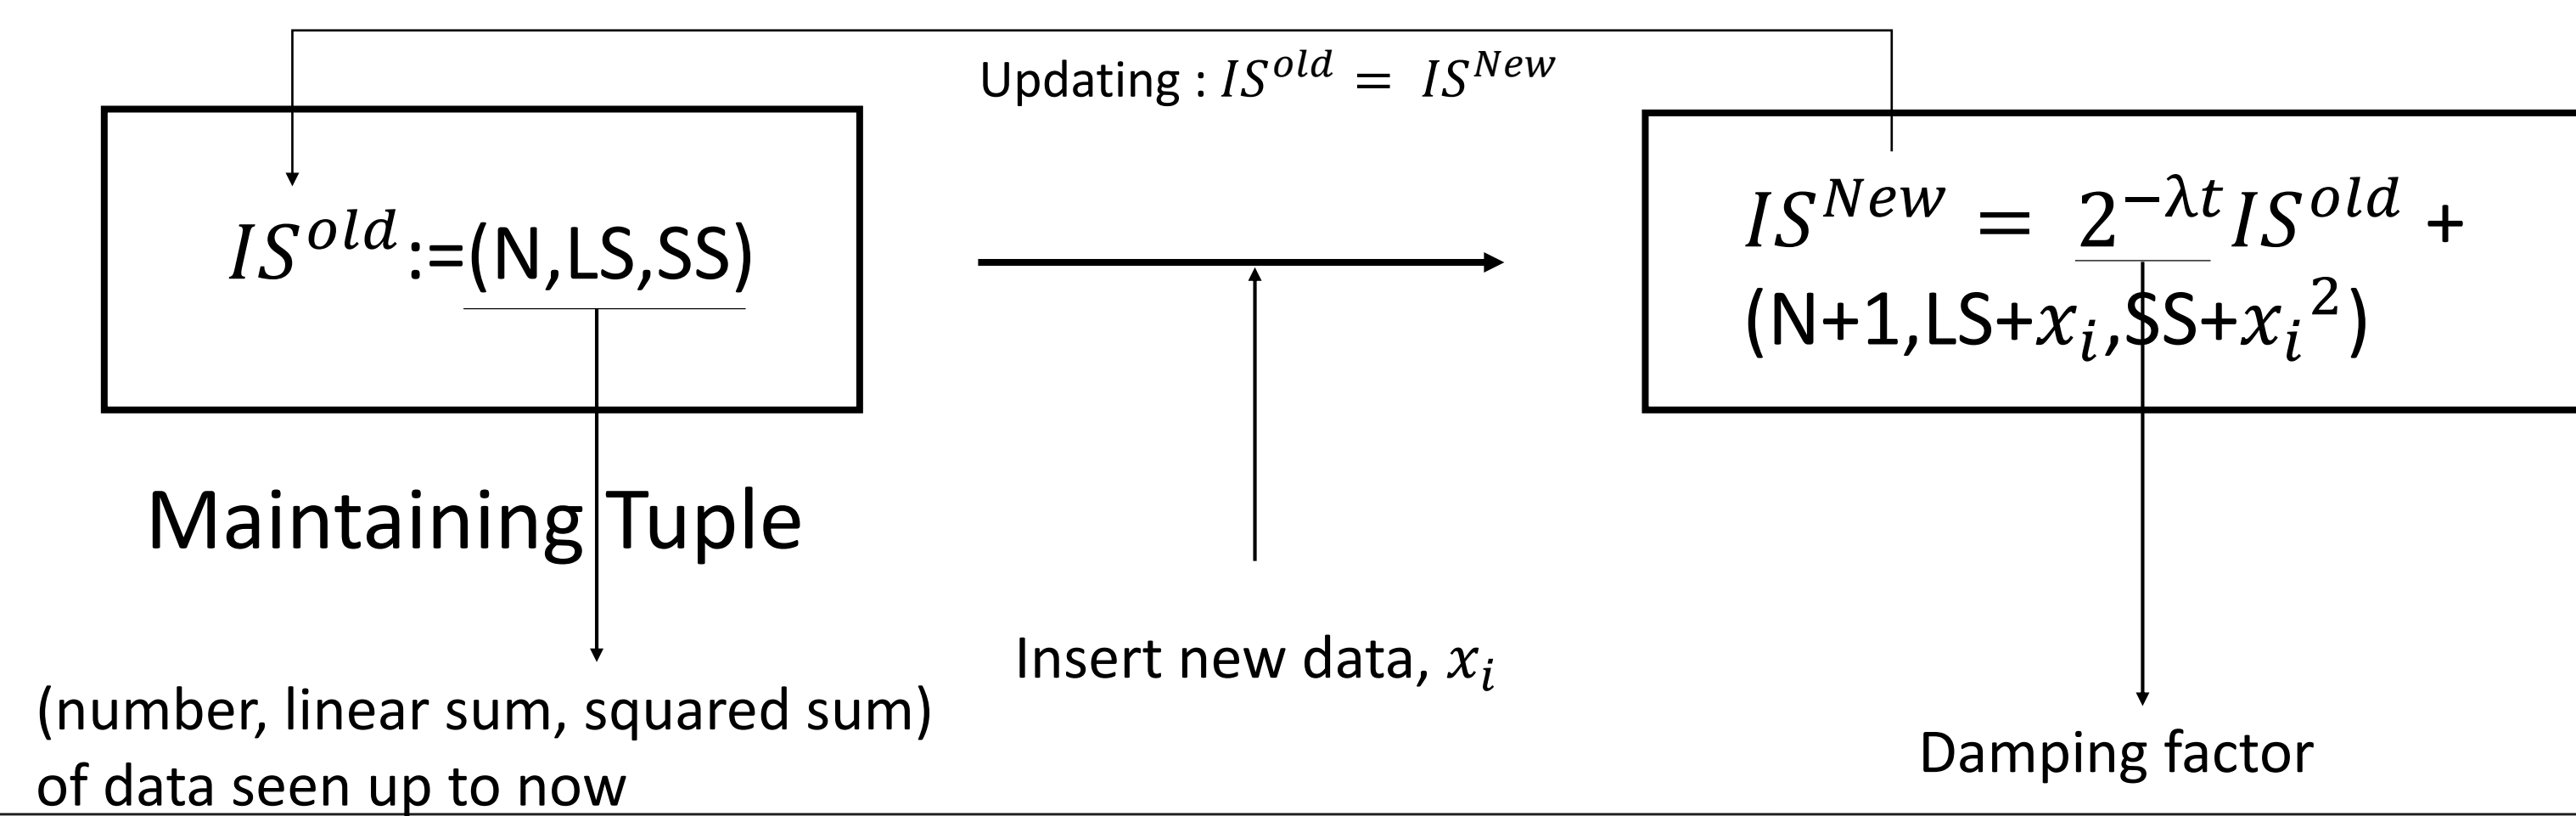 Updating : 𝐼𝑆^{𝑜𝑙𝑑} = 𝐼𝑆^{𝑁𝑒𝑤}
𝐼𝑆^{𝑜𝑙𝑑}:=(N,LS,SS)
𝐼𝑆^{𝑁𝑒𝑤} = 2^{−𝜆𝑡}𝐼𝑆^{𝑜𝑙𝑑} +
(N+1,LS+𝑥_𝑖,SS+𝑥_𝑖^2)
Maintaining Tuple
Insert new data, 𝑥_𝑖
(number, linear sum, squared sum)
of data seen up to now
Damping factor